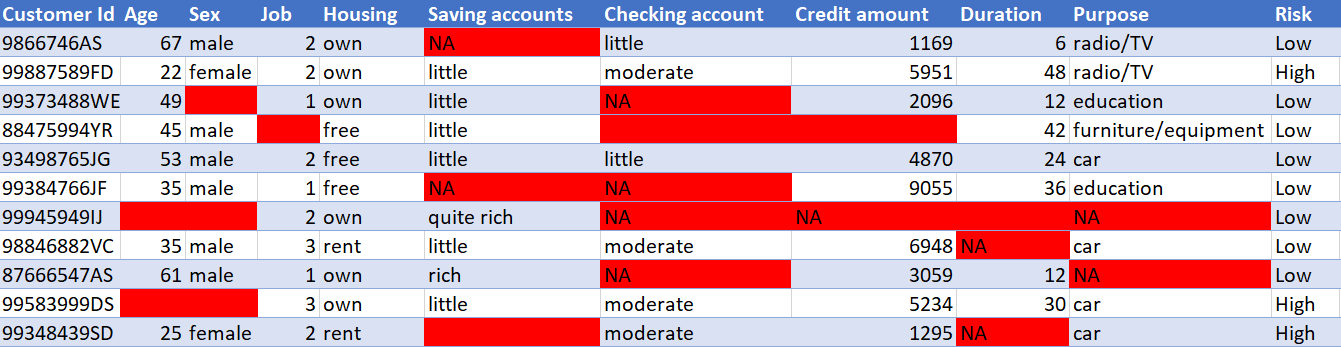 Customer Id Age Sex Job Housing Saving accounts Checking account Credit amount Duration Purpose Risk
9866746AS 67 male 2 own NA little 1169 6 radio/TV Low
99887589FD 22 female 2 own little moderate 5951 48 radio/TV High
99373488WE 49 1 own little NA 2096 12 education Low
88475994YR 45 male free little 42 furniture/equipment Low
93498765JG 53 male 2 free little little 4870 24 car Low
99384766JF 35 male 1 free NA NA 9055 36 education Low
99945949IJ 2 own quite rich NA NA NA Low
98846882VC 35 male 3 rent little moderate 6948 NA car Low
87666547AS 61 male 1 own rich NA 3059 12 NA Low
99583999DS 3 own little moderate 5234 30 car High
99348439SD 25 female 2 rent moderate 1295 NA car High